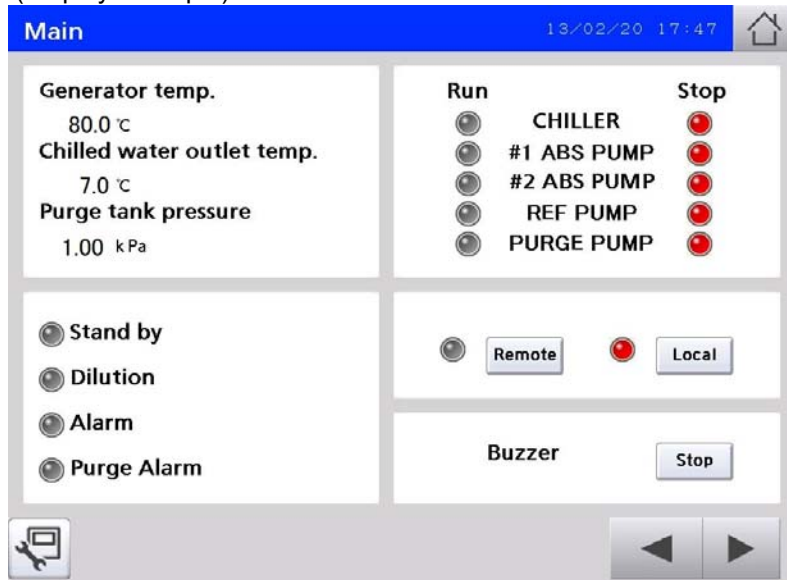 Main 13/02/20 17:47
Generator temp.
80.0 ℃
Chilled water outlet temp.
7.0 ℃
Purge tank pressure
1.00 kPa
Run Stop
CHILLER
#1 ABS PUMP
#2 ABS PUMP
REF PUMP
PURGE PUMP
Stand by
Dilution
Alarm
Purge Alarm
Remote Local
Buzzer Stop